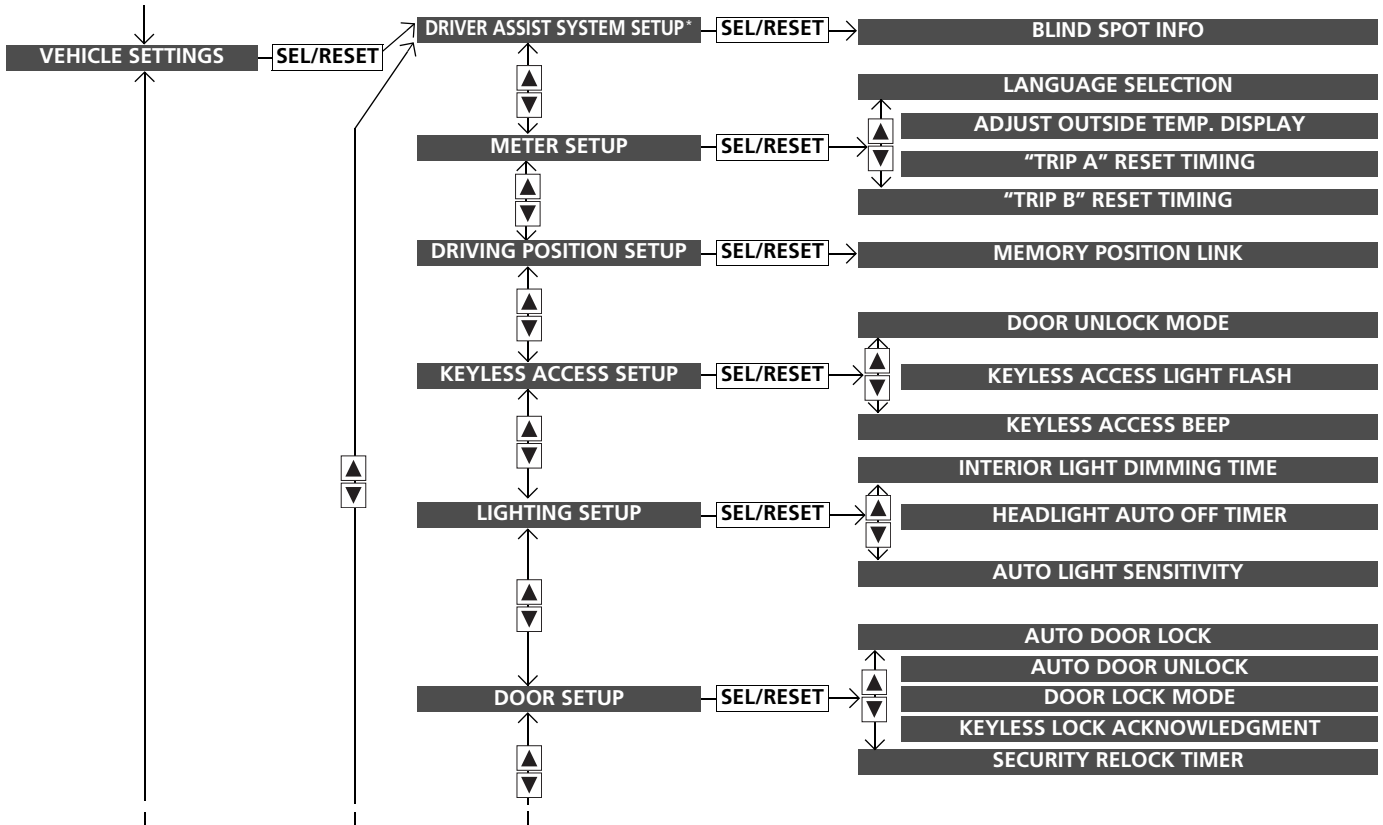 VEHICLE SETTINGS
SEL/RESET
DRIVER ASSIST SYSTEM SETUP*
SEL/RESET
BLIND SPOT INFO
METER SETUP
SEL/RESET
LANGUAGE SELECTION
ADJUST OUTSIDE TEMP. DISPLAY
“TRIP A” RESET TIMING
“TRIP B” RESET TIMING
DRIVING POSITION SETUP
SEL/RESET
MEMORY POSITION LINK
KEYLESS ACCESS SETUP
SEL/RESET
DOOR UNLOCK MODE
KEYLESS ACCESS LIGHT FLASH
KEYLESS ACCESS BEEP
LIGHTING SETUP
SEL/RESET
INTERIOR LIGHT DIMMING TIME
HEADLIGHT AUTO OFF TIMER
AUTO LIGHT SENSITIVITY
DOOR SETUP
SEL/RESET
AUTO DOOR LOCK
AUTO DOOR UNLOCK
DOOR LOCK MODE
KEYLESS LOCK ACKNOWLEDGMENT
SECURITY RELOCK TIMER